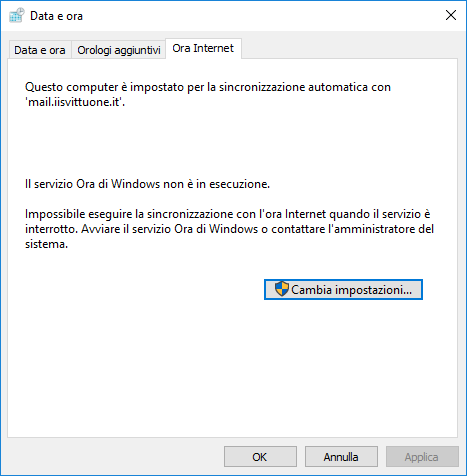 Data e ora
Data e ora
Orologi aggiuntivi
Ora Internet
Questo computer è impostato per la sincronizzazione automatica con
'mail.iisvittuone.it'.
Il servizio Ora di Windows non è in esecuzione.
Impossibile eseguire la sincronizzazione con l'ora Internet quando il servizio è
interrotto. Avviare il servizio Ora di Windows o contattare l'amministratore del
sistema.
Cambia impostazioni...
OK
Annulla
Applica